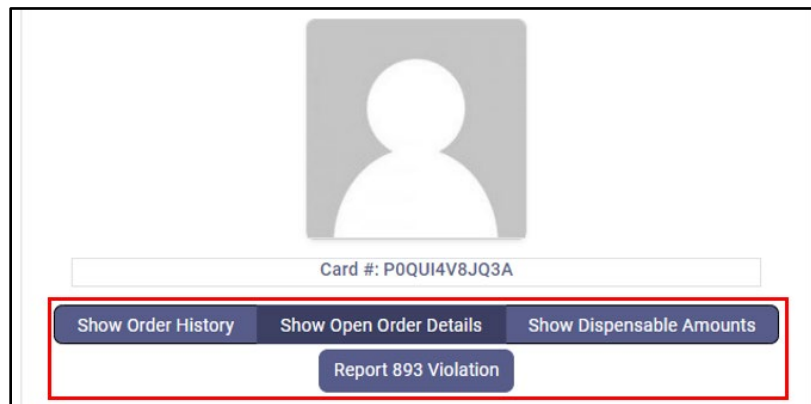 Card #: P0QUI4V8JQ3A
Show Order History Show Open Order Details Show Dispensable Amounts
Report 893 Violation